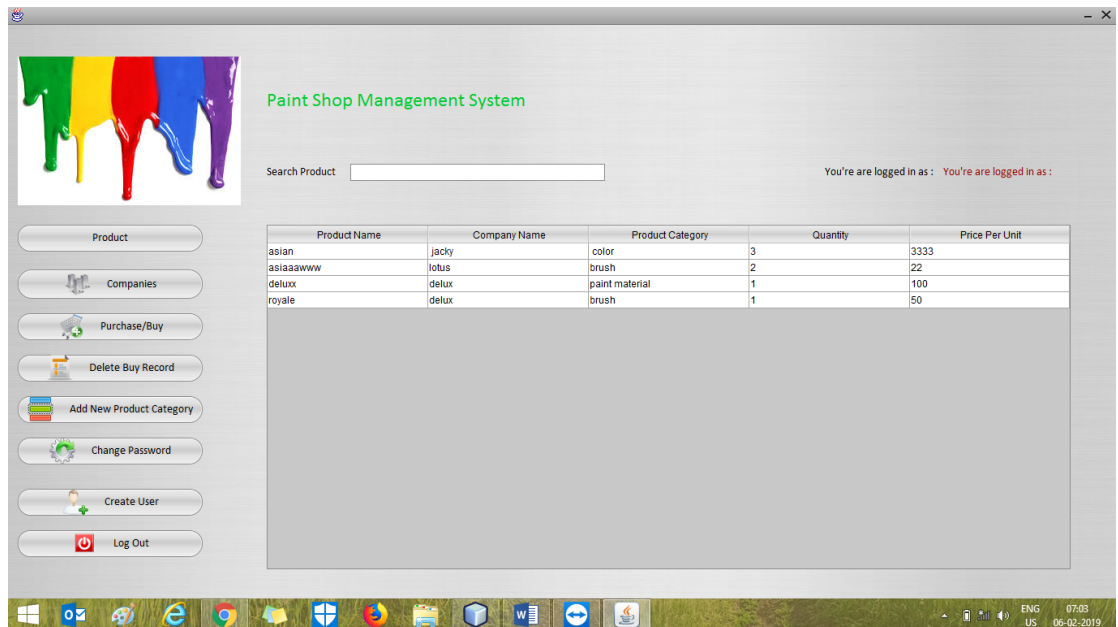 Paint Shop Management System
Search Product
You're are logged in as : You're are logged in as :
Product
Companies
Purchase/Buy
Delete Buy Record
Add New Product Category
Change Password
Create User
Log Out
Product Name Company Name Product Category Quantity Price Per Unit
asian jacky color 3 3333
asiaaawww lotus brush 2 22
deluxx delux paint material 1 100
royale delux brush 1 50
ENG 07:03
US 06-02-2019